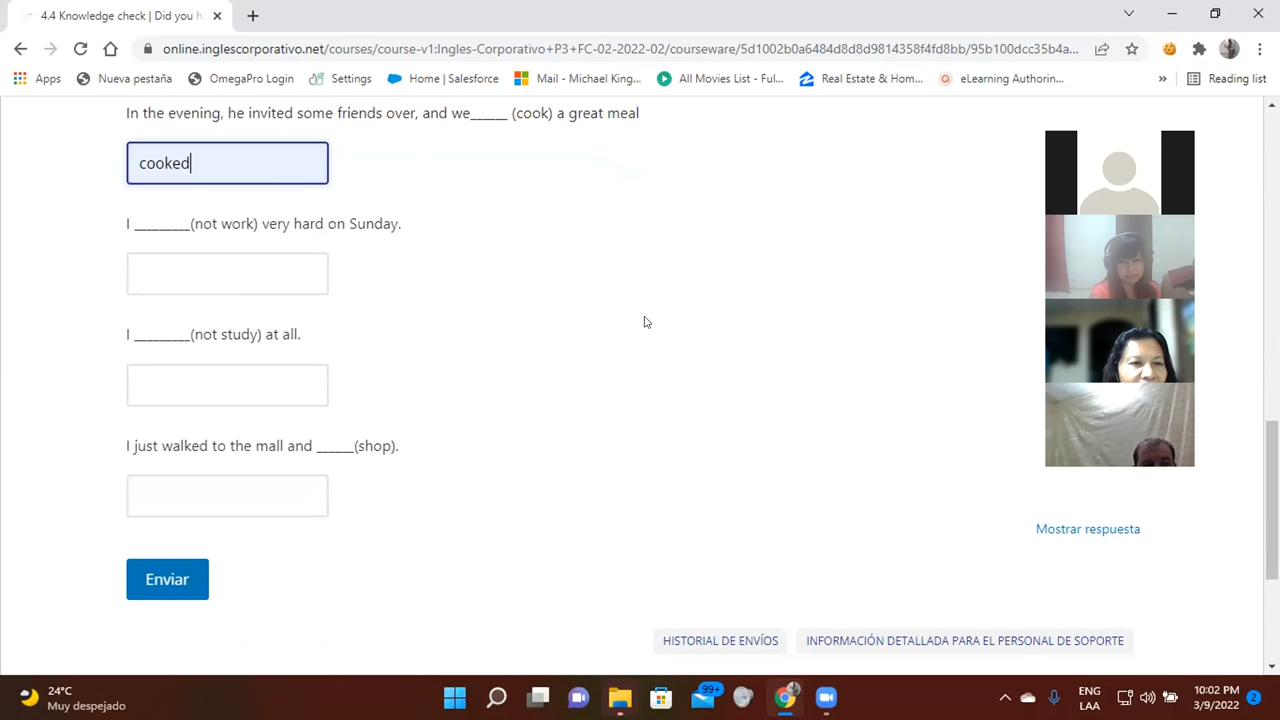 4.4 Knowledge check | Did you h
online.inglescorporativo.net/courses/course-v1:Ingles-Corporativo+P3+FC-02-2022-02/courseware/5d1002b0a6484d8d8d9814358f4fd8bb/95b100dcc35b4a...
Apps
Nueva pestaña
OmegaPro Login
Settings
Home | Salesforce
Mail - Michael King...
All Movies List - Ful...
Real Estate & Hom...
eLearning Authorin...
»
Reading list
In the evening, he invited some friends over, and we______ (cook) a great meal
cooked
I _________(not work) very hard on Sunday.
I _________(not study) at all.
I just walked to the mall and ______(shop).
Mostrar respuesta
Enviar
HISTORIAL DE ENVÍOS
INFORMACIÓN DETALLADA PARA EL PERSONAL DE SOPORTE
24°C
Muy despejado
99+
ENG
LAA
10:02 PM
3/9/2022
2